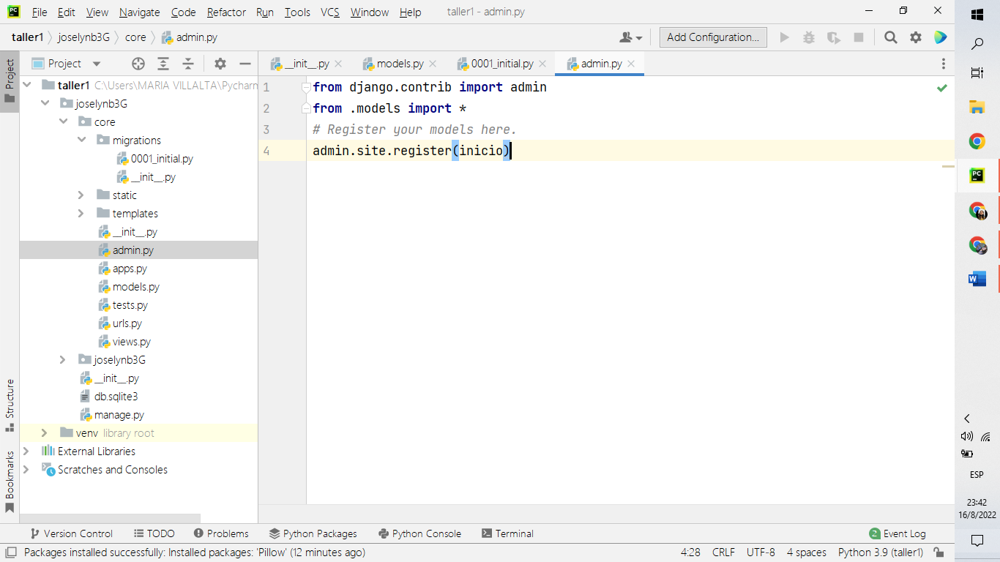 PC File Edit View Navigate Code Refactor Run Tools VCS Window Help taller1 - admin.py
taller1 joselynb3G core admin.py Add Configuration...
Project
Project
__init__.py models.py 0001_initial.py admin.py
taller1 C:\Users\MARIA VILLALTA\Pycharm
joselynb3G
core
migrations
0001_initial.py
__init__.py
static
templates
__init__.py
admin.py
apps.py
models.py
tests.py
urls.py
views.py
joselynb3G
__init__.py
db.sqlite3
manage.py
venv library root
External Libraries
Scratches and Consoles
Structure
Bookmarks
1 from django.contrib import admin
2 from .models import *
3 # Register your models here.
4 admin.site.register(inicio)
Version Control TODO Problems Python Packages Python Console Terminal 2 Event Log
Packages installed successfully: Installed packages: 'Pillow' (12 minutes ago) 4:28 CRLF UTF-8 4 spaces Python 3.9 (taller1)
PC
W
ESP
23:42
16/8/2022